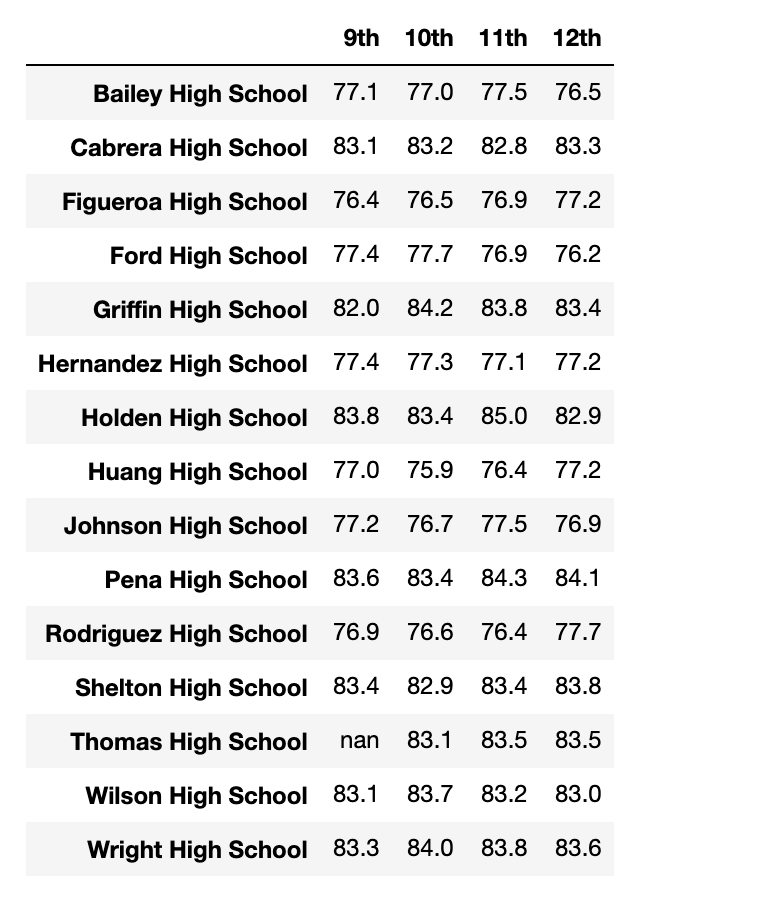 9th 10th 11th 12th
Bailey High School 77.1 77.0 77.5 76.5
Cabrera High School 83.1 83.2 82.8 83.3
Figueroa High School 76.4 76.5 76.9 77.2
Ford High School 77.4 77.7 76.9 76.2
Griffin High School 82.0 84.2 83.8 83.4
Hernandez High School 77.4 77.3 77.1 77.2
Holden High School 83.8 83.4 85.0 82.9
Huang High School 77.0 75.9 76.4 77.2
Johnson High School 77.2 76.7 77.5 76.9
Pena High School 83.6 83.4 84.3 84.1
Rodriguez High School 76.9 76.6 76.4 77.7
Shelton High School 83.4 82.9 83.4 83.8
Thomas High School nan 83.1 83.5 83.5
Wilson High School 83.1 83.7 83.2 83.0
Wright High School 83.3 84.0 83.8 83.6